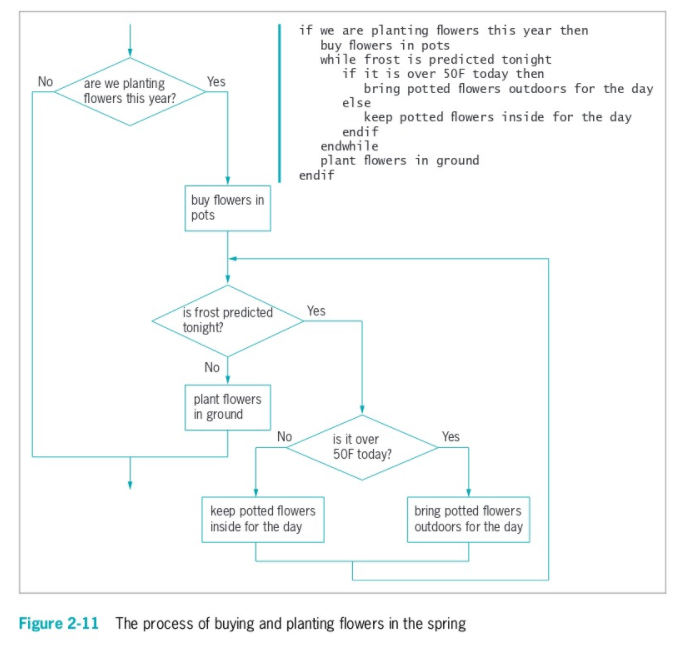 if we are planting flowers this year then
buy flowers in pots
while frost is predicted tonight
if it is over 50F today then
bring potted flowers outdoors for the day
else
keep potted flowers inside for the day
endif
endwhile
plant flowers in ground
endif
No
are we planting
flowers this year?
Yes
buy flowers in
pots
is frost predicted
tonight?
Yes
No
plant flowers
in ground
No
is it over
50F today?
Yes
keep potted flowers
inside for the day
bring potted flowers
outdoors for the day
Figure 2-11 The process of buying and planting flowers in the spring